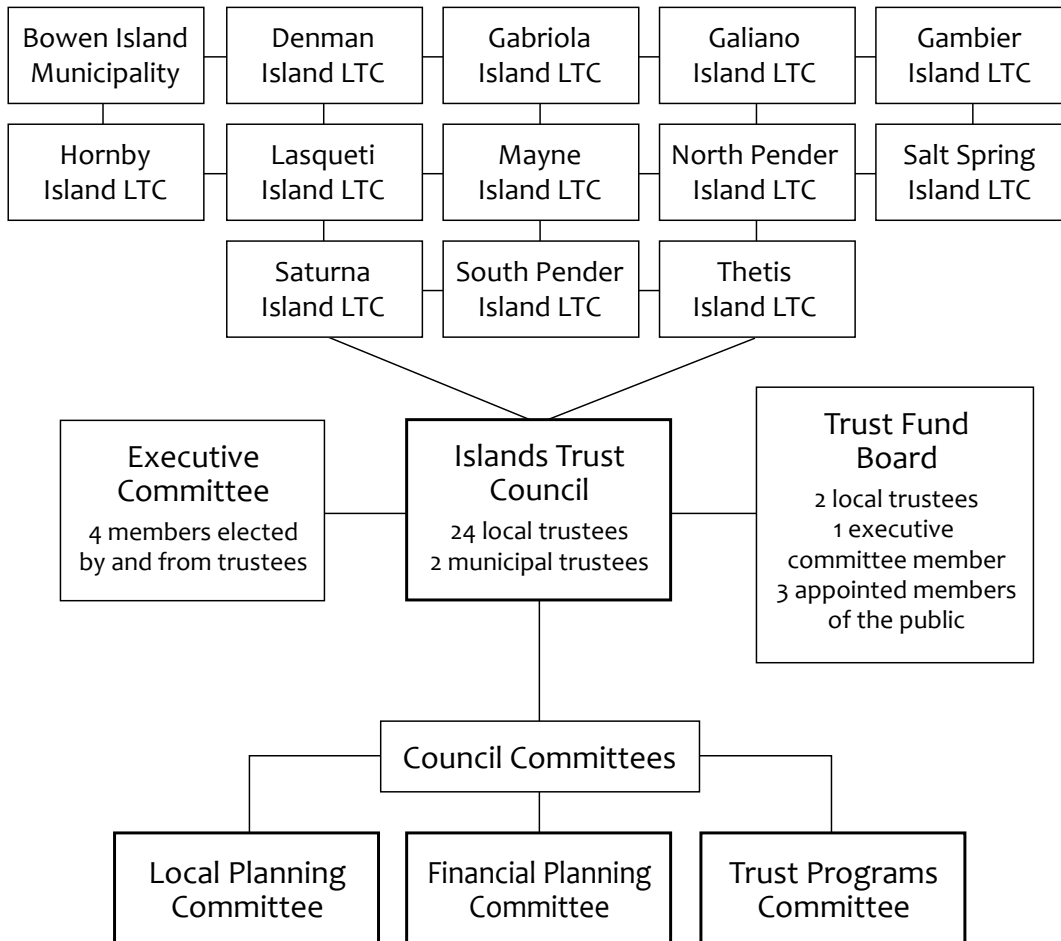 Bowen Island
Municipality
Denman
Island LTC
Gabriola
Island LTC
Galiano
Island LTC
Gambier
Island LTC
Hornby
Island LTC
Lasqueti
Island LTC
Mayne
Island LTC
North Pender
Island LTC
Salt Spring
Island LTC
Saturna
Island LTC
South Pender
Island LTC
Thetis
Island LTC
Executive
Committee
4 members elected
by and from trustees
Islands Trust
Council
24 local trustees
2 municipal trustees
Trust Fund
Board
2 local trustees
1 executive
committee member
3 appointed members
of the public
Council Committees
Local Planning
Committee
Financial Planning
Committee
Trust Programs
Committee